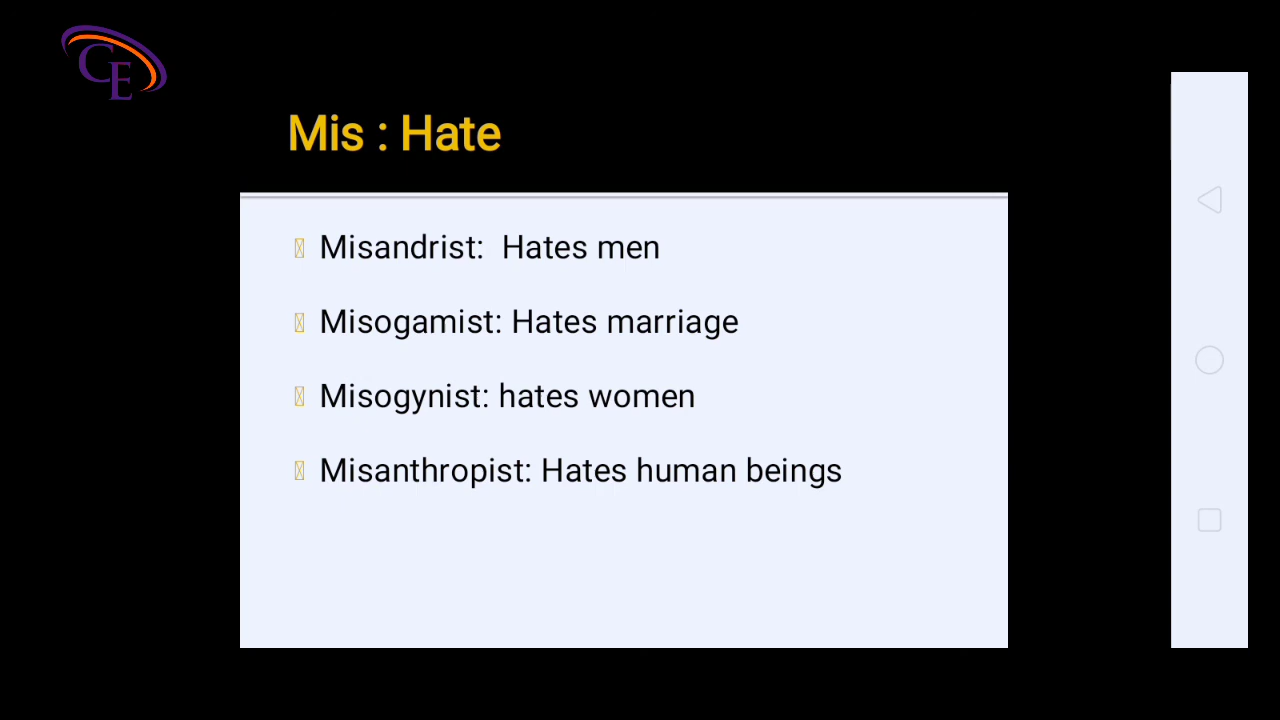 CE
Mis : Hate
Misandrist: Hates men
Misogamist: Hates marriage
Misogynist: hates women
Misanthropist: Hates human beings